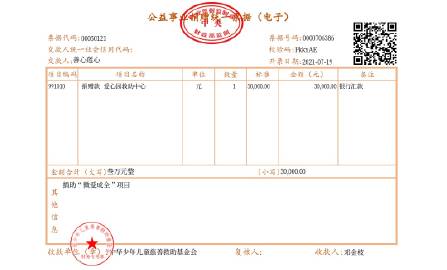 公益事业捐赠统一票据（电子）
票据代码：00050121 票据号码：0000706386
交款人统一社会信用代码： 校验码：
交款人：善心慈心 开票日期：2021-07-19
项目编码 项目名称 单位 数量 标准 金额（元） 备注
991010 捐赠款 爱心园救助中心 元 1 30,000.00 30,000.00 银行汇款
金额合计（大写）叁万元整 （小写）30,000.00
其他信息
捐助“微爱成全”项目
收款单位（章）：中华少年儿童慈善救助基金会 复核人： 收款人：邓金枝